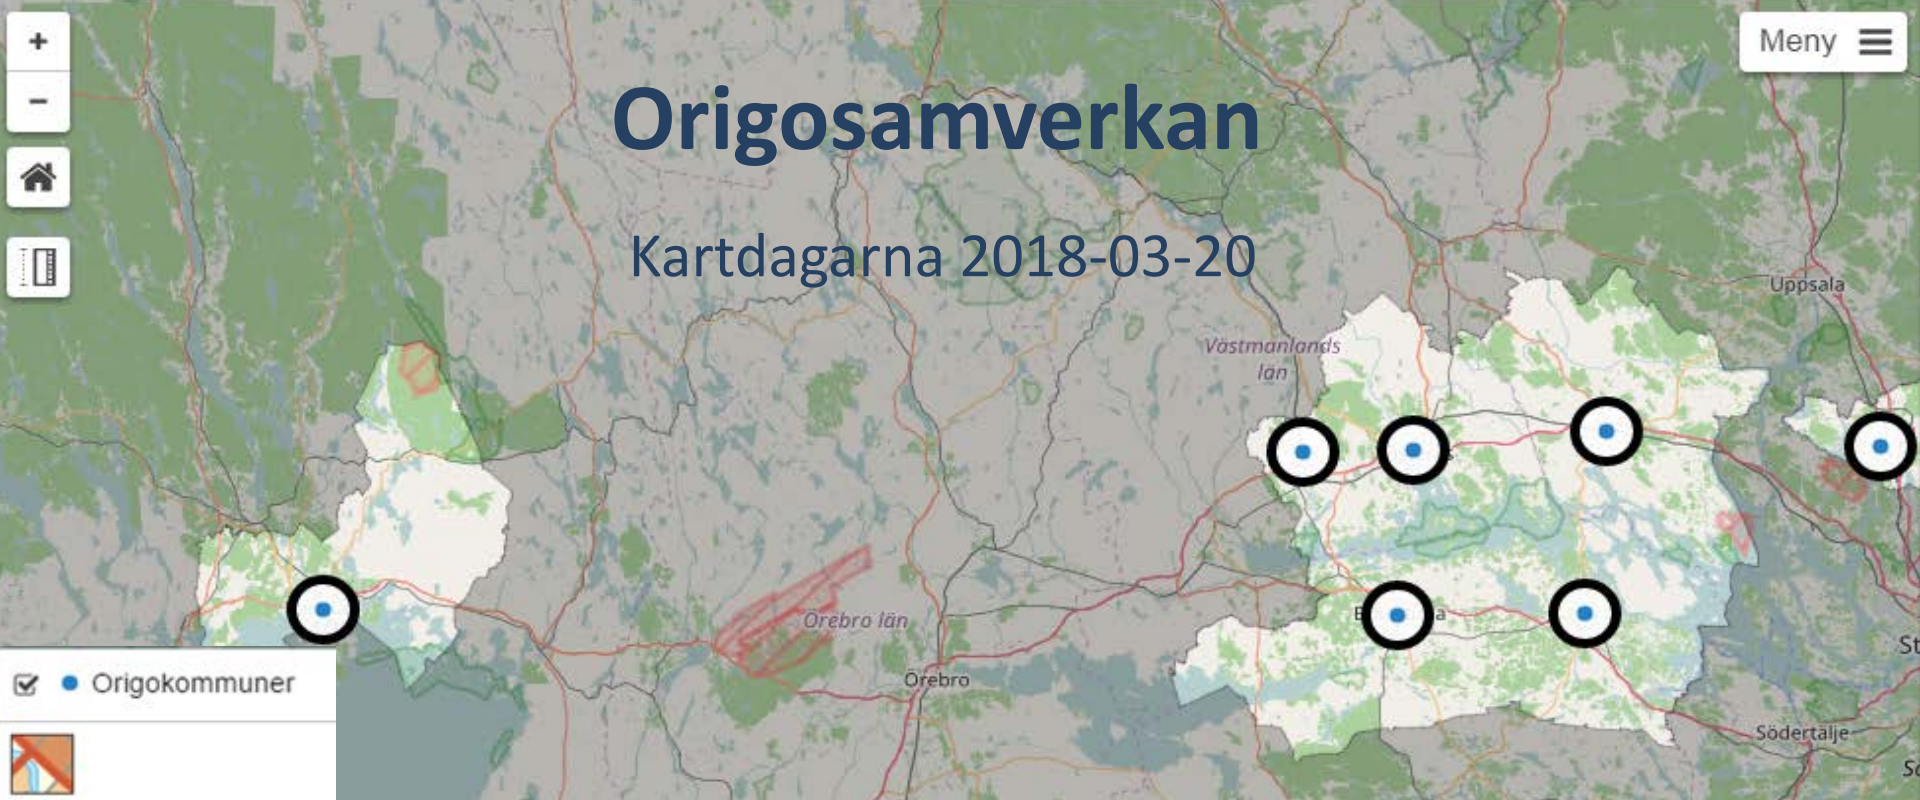 +
Meny
−
Origosamverkan
Kartdagarna 2018-03-20
Uppsala
Västmanlands
län
Örebro län
Örebro
Origokommuner
Södertälje